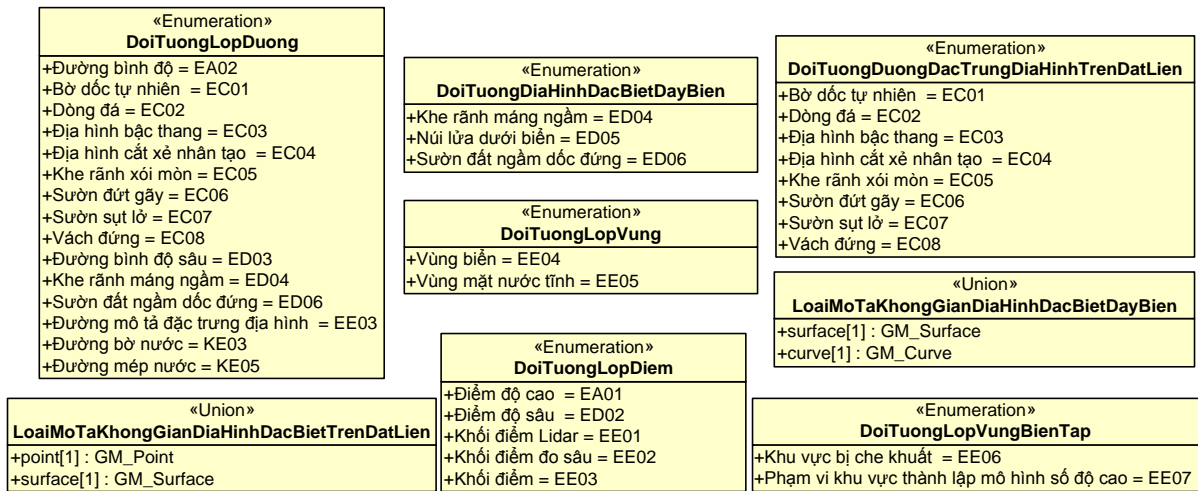 «Enumeration»
DoiTuongLopDuong
+Đường bình độ = EA02
+Bờ dốc tự nhiên = EC01
+Dòng đá = EC02
+Địa hình bậc thang = EC03
+Địa hình cắt xẻ nhân tạo = EC04
+Khe rãnh xói mòn = EC05
+Sườn đứt gãy = EC06
+Sườn sụt lở = EC07
+Vách đứng = EC08
+Đường bình độ sâu = ED03
+Khe rãnh máng ngầm = ED04
+Sườn đất ngầm dốc đứng = ED06
+Đường mô tả đặc trưng địa hình = EE03
+Đường bờ nước = KE03
+Đường mép nước = KE05
«Enumeration»
DoiTuongDiaHinhDacBietDayBien
+Khe rãnh máng ngầm = ED04
+Núi lửa dưới biển = ED05
+Sườn đất ngầm dốc đứng = ED06
«Enumeration»
DoiTuongDuongDacTrungDiaHinhTrenDatLien
+Bờ dốc tự nhiên = EC01
+Dòng đá = EC02
+Địa hình bậc thang = EC03
+Địa hình cắt xẻ nhân tạo = EC04
+Khe rãnh xói mòn = EC05
+Sườn đứt gãy = EC06
+Sườn sụt lở = EC07
+Vách đứng = EC08
«Enumeration»
DoiTuongLopVung
+Vùng biển = EE04
+Vùng mặt nước tĩnh = EE05
«Union»
LoaiMoTaKhongGianDiaHinhDacBietDayBien
+surface[1] : GM_Surface
+curve[1] : GM_Curve
«Union»
LoaiMoTaKhongGianDiaHinhDacBietTrenDatLien
+point[1] : GM_Point
+surface[1] : GM_Surface
«Enumeration»
DoiTuongLopDiem
+Điểm độ cao = EA01
+Điểm độ sâu = ED02
+Khối điểm Lidar = EE01
+Khối điểm đo sâu = EE02
+Khối điểm = EE03
«Enumeration»
DoiTuongLopVungBienTap
+Khu vực bị che khuất = EE06
+Phạm vi khu vực thành lập mô hình số độ cao = EE07